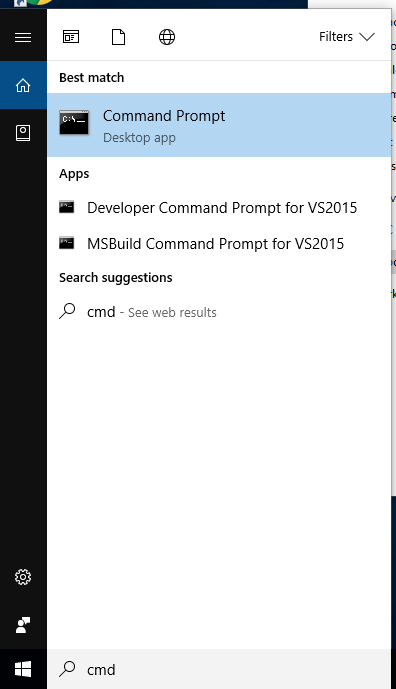 Filters
Best match
Command Prompt
Desktop app
Apps
Developer Command Prompt for VS2015
MSBuild Command Prompt for VS2015
Search suggestions
cmd - See web results
cmd